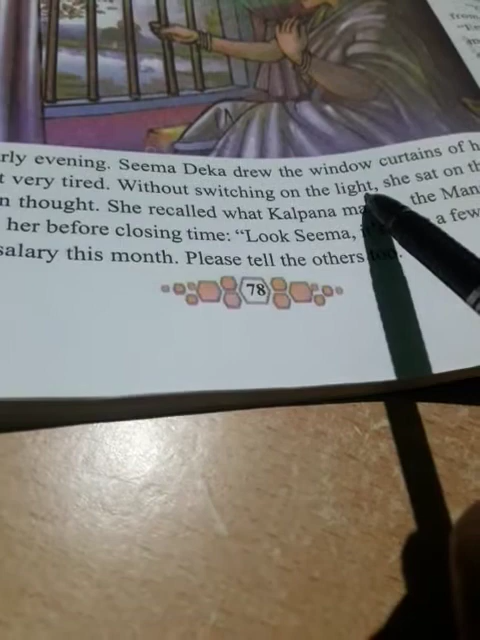 from
rly evening. Seema Deka drew the window curtains of h
t very tired. Without switching on the light, she sat on th
n thought. She recalled what Kalpana ma the Man
her before closing time: "Look Seema, a few
salary this month. Please tell the others too.
78